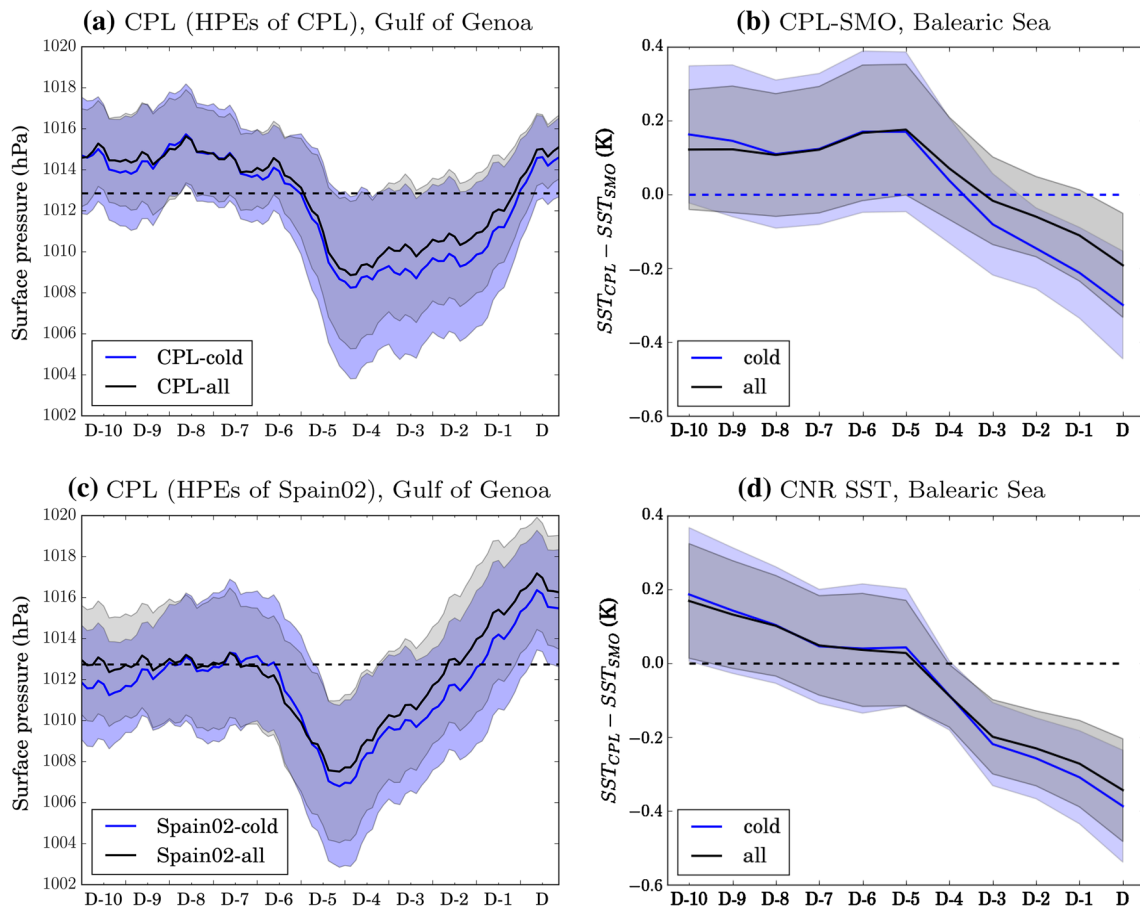 (a) CPL (HPEs of CPL), Gulf of Genoa
1020
1018
1016
1014
1012
1010
1008
1006
1004
1002
Surface pressure (hPa)
CPL-cold
CPL-all
D-10 D-9 D-8 D-7 D-6 D-5 D-4 D-3 D-2 D-1 D
(b) CPL-SMO, Balearic Sea
0.4
0.2
0.0
−0.2
−0.4
−0.6
SST_CPL − SST_SMO (K)
cold
all
D-10 D-9 D-8 D-7 D-6 D-5 D-4 D-3 D-2 D-1 D
(c) CPL (HPEs of Spain02), Gulf of Genoa
1020
1018
1016
1014
1012
1010
1008
1006
1004
1002
Surface pressure (hPa)
Spain02-cold
Spain02-all
D-10 D-9 D-8 D-7 D-6 D-5 D-4 D-3 D-2 D-1 D
(d) CNR SST, Balearic Sea
0.4
0.2
0.0
−0.2
−0.4
−0.6
SST_CPL − SST_SMO (K)
cold
all
D-10 D-9 D-8 D-7 D-6 D-5 D-4 D-3 D-2 D-1 D